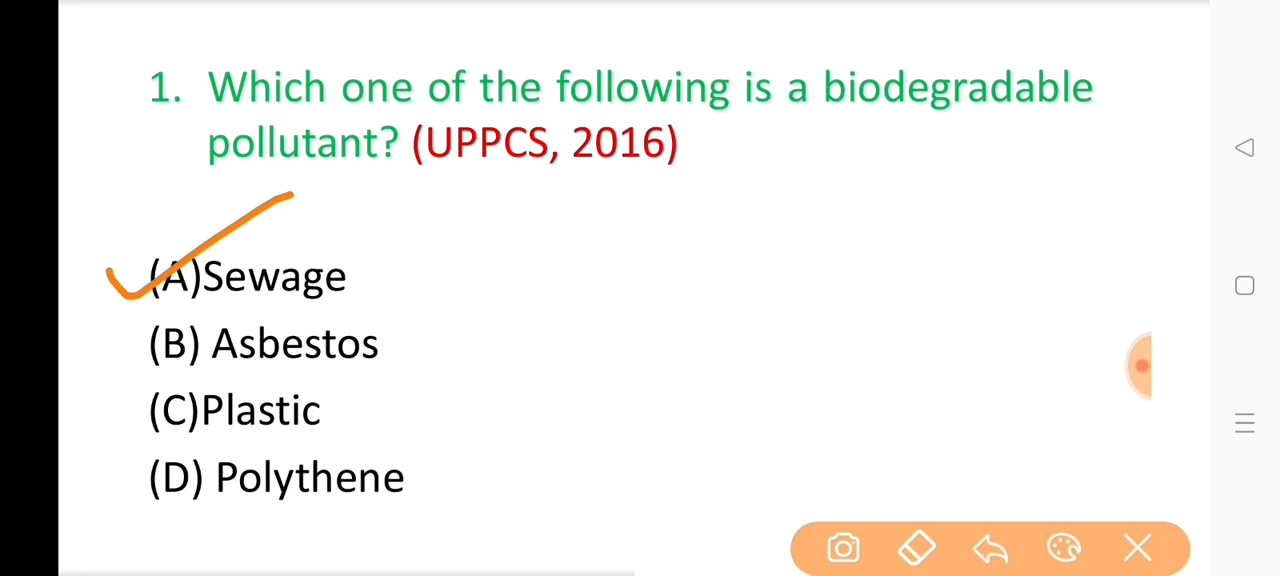 1. Which one of the following is a biodegradable
pollutant? (UPPCS, 2016)
(A)Sewage
(B) Asbestos
(C)Plastic
(D) Polythene